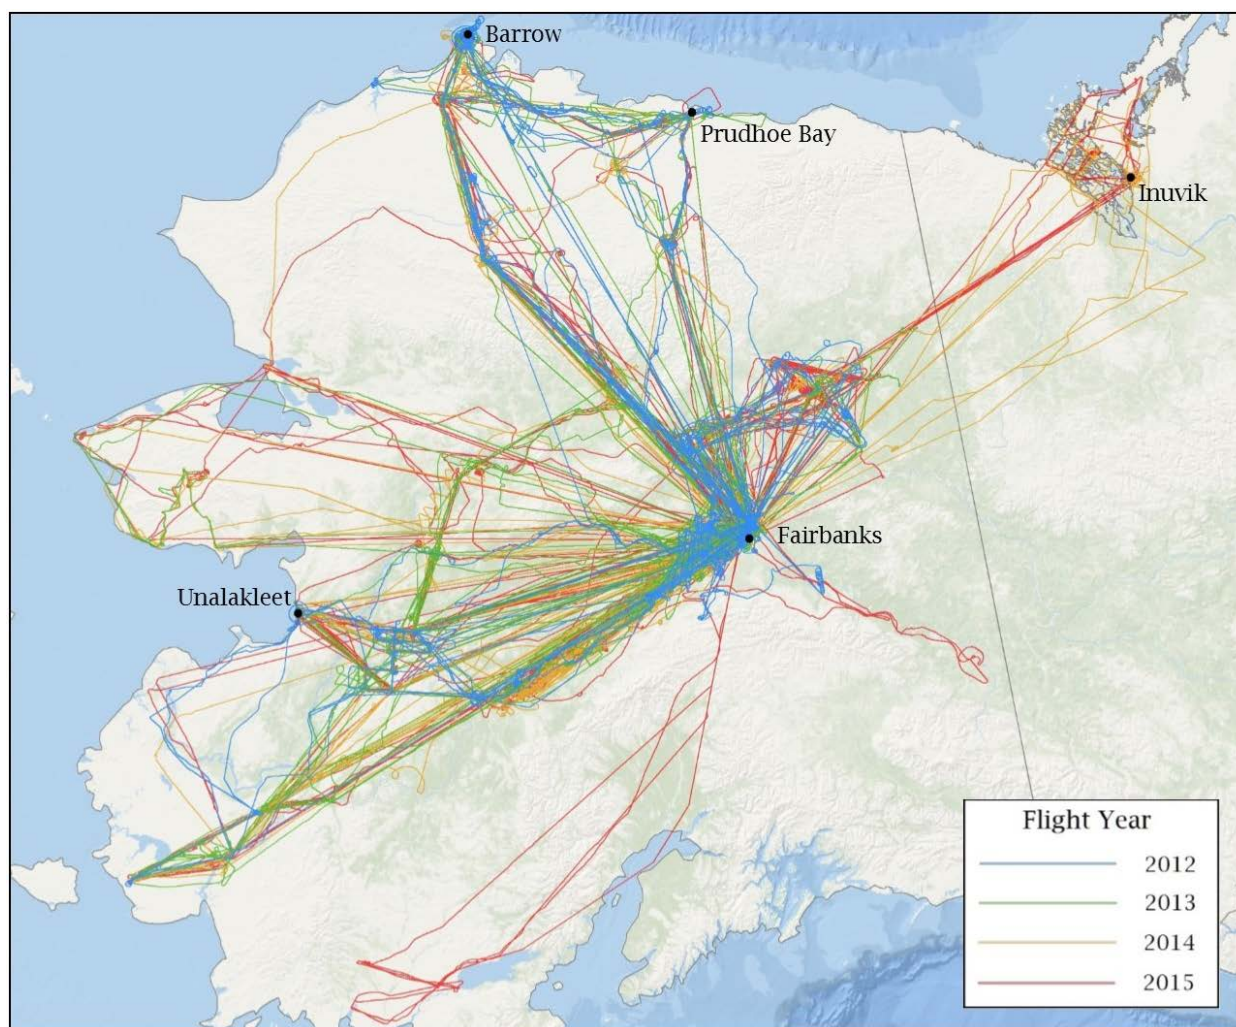 Barrow
Prudhoe Bay
Inuvik
Fairbanks
Unalakleet
Flight Year
2012
2013
2014
2015